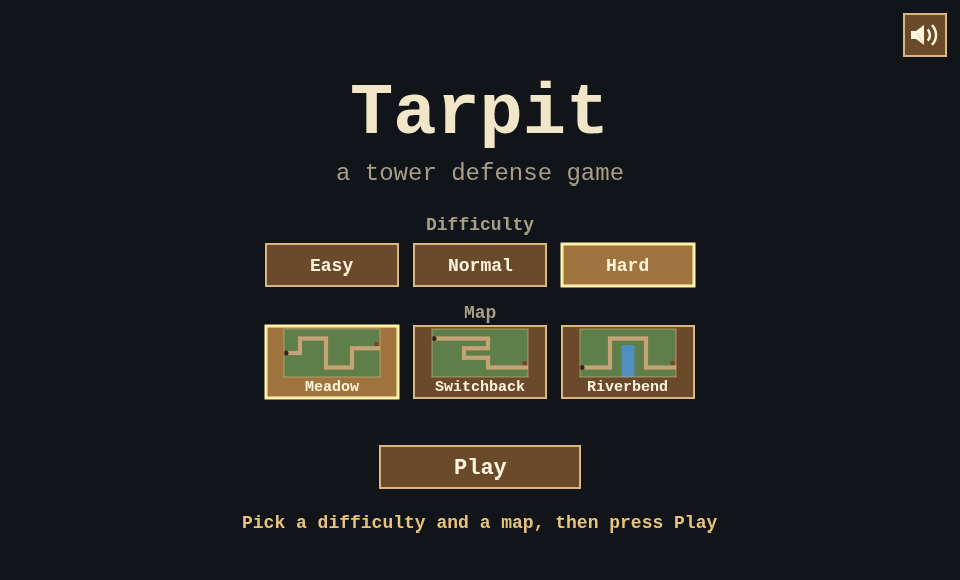 Tarpit
a tower defense game
Difficulty
Easy Normal Hard
Map
Meadow Switchback Riverbend
Play
Pick a difficulty and a map, then press Play